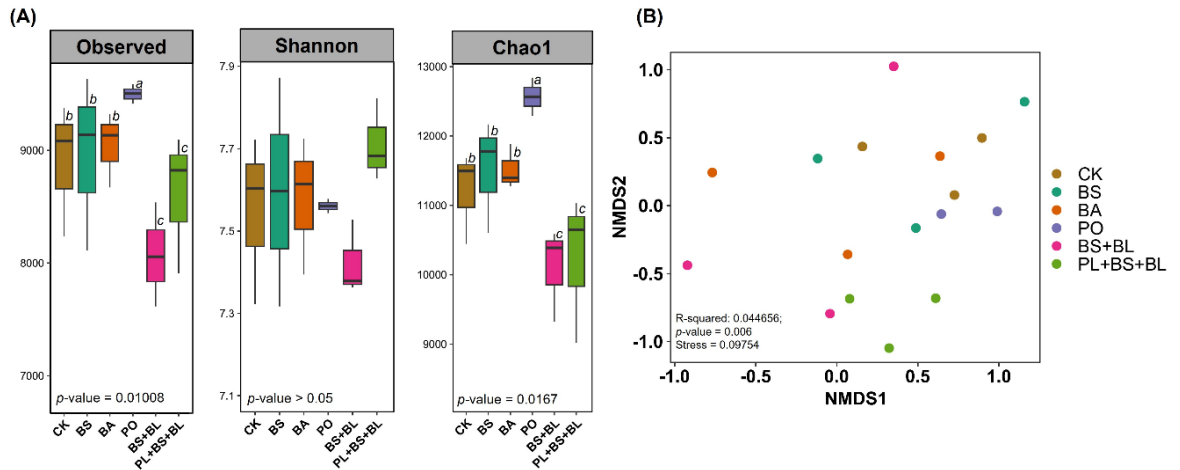 (A)
Observed
9000
8000
7000
b
b
b
a
c
c
p-value = 0.01008
CK
BS
BA
PO
BS+BL
PL+BS+BL
Shannon
7.9
7.7
7.5
7.3
7.1
p-value > 0.05
CK
BS
BA
PO
BS+BL
PL+BS+BL
Chao1
13000
12000
11000
10000
9000
b
b
b
a
c
c
p-value = 0.0167
CK
BS
BA
PO
BS+BL
PL+BS+BL
(B)
NMDS2
1.0
0.5
0.0
-0.5
-1.0
R-squared: 0.044656;
p-value = 0.006
Stress = 0.09754
-1.0 -0.5 0.0 0.5 1.0
NMDS1
CK
BS
BA
PO
BS+BL
PL+BS+BL